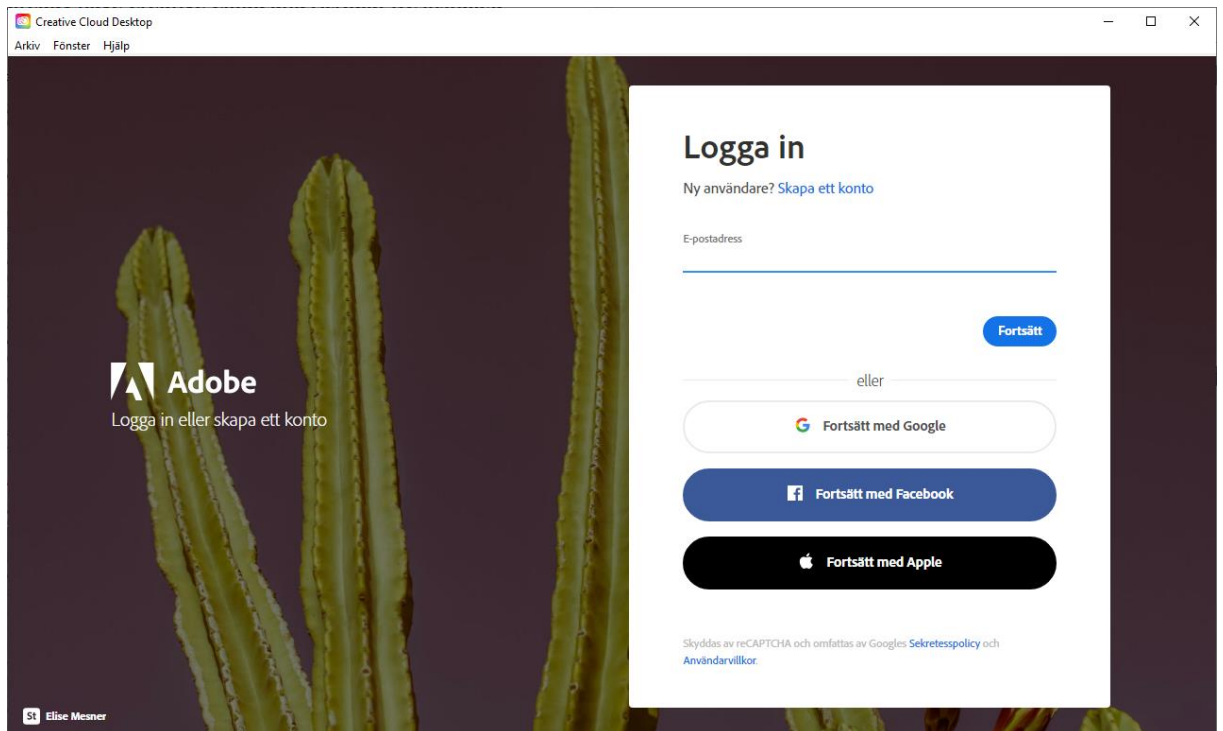 Creative Cloud Desktop
Arkiv Fönster Hjälp
Adobe
Logga in eller skapa ett konto
St Elise Mesner
Logga in
Ny användare? Skapa ett konto
E-postadress
Fortsätt
eller
Fortsätt med Google
Fortsätt med Facebook
Fortsätt med Apple
Skyddas av reCAPTCHA och omfattas av Googles Sekretesspolicy och
Användarvillkor.